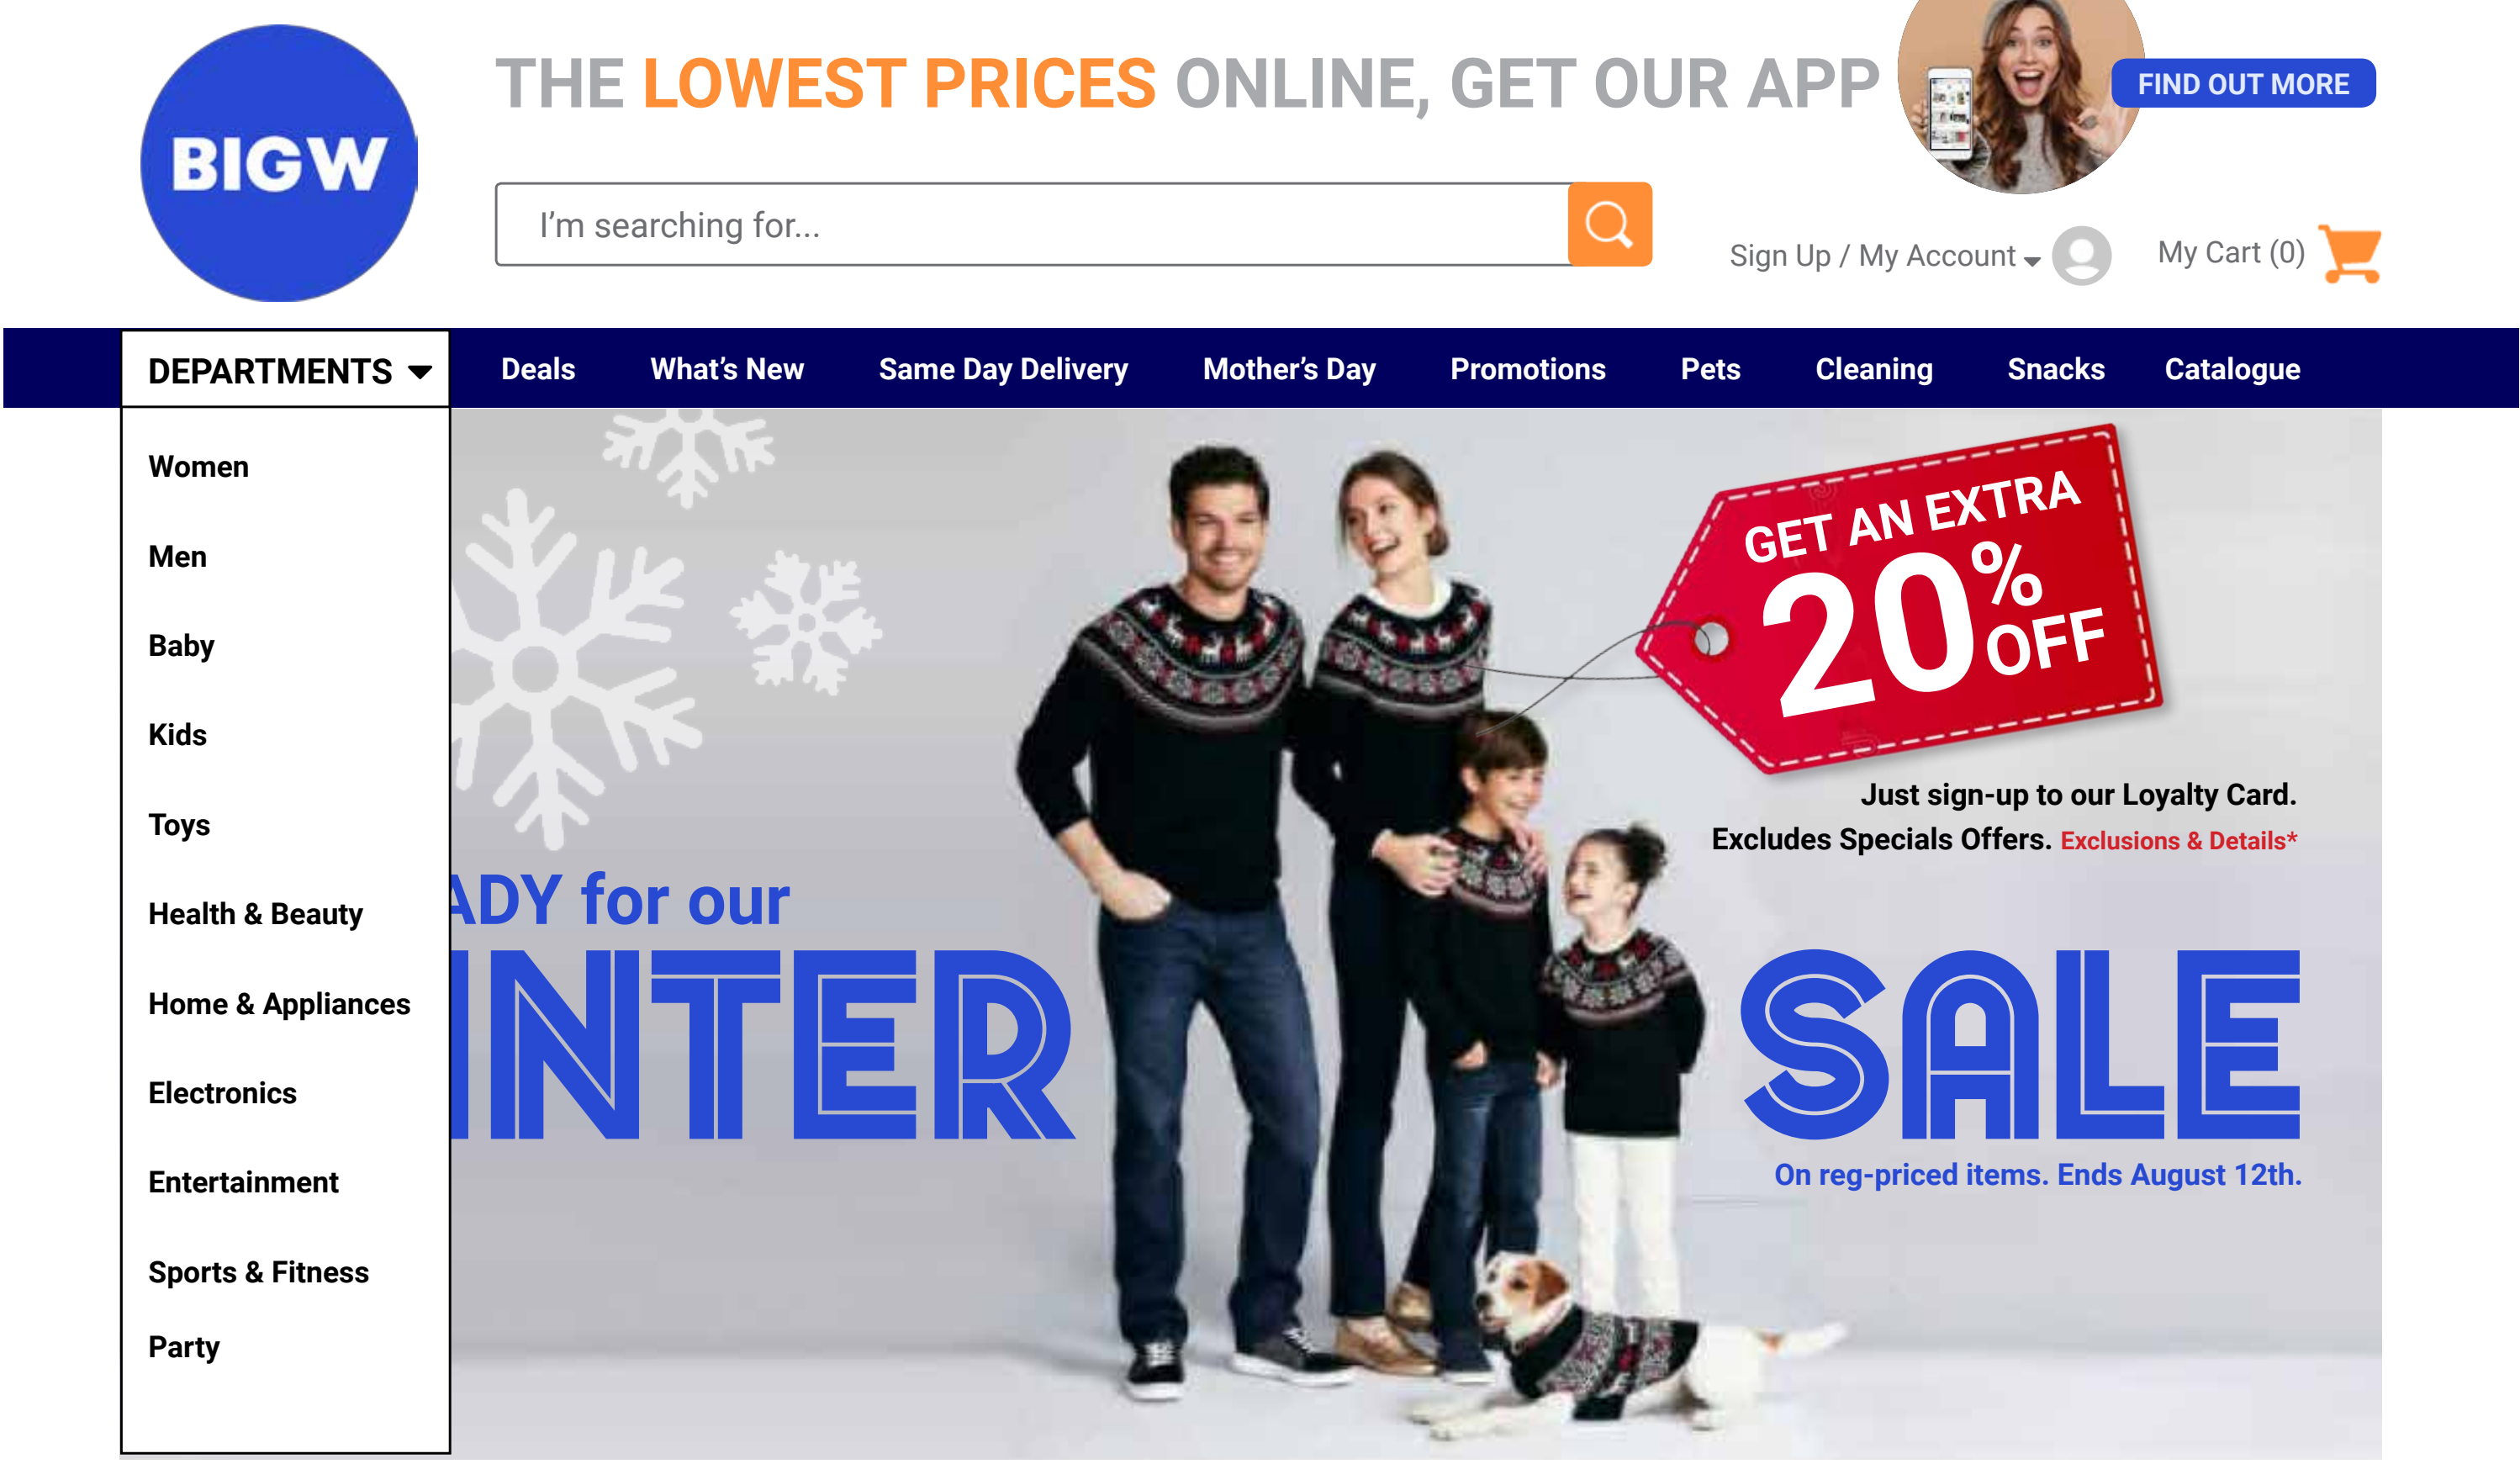 BIGW
THE LOWEST PRICES ONLINE, GET OUR APP
FIND OUT MORE
I'm searching for...
Sign Up / My Account
My Cart (0)
DEPARTMENTS
Deals
What's New
Same Day Delivery
Mother's Day
Promotions
Pets
Cleaning
Snacks
Catalogue
Women
Men
Baby
Kids
Toys
Health & Beauty
Home & Appliances
Electronics
Entertainment
Sports & Fitness
Party
GET AN EXTRA
20% OFF
Just sign-up to our Loyalty Card.
Excludes Specials Offers. Exclusions & Details*
ADY for our
INTER
SALE
On reg-priced items. Ends August 12th.